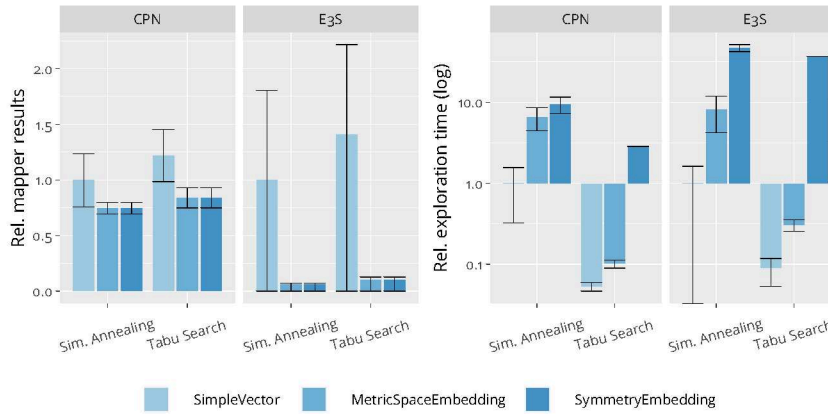 CPN
E3S
Rel. mapper results
2.0
1.5
1.0
0.5
0.0
Sim. Annealing
Tabu Search
Sim. Annealing
Tabu Search
CPN
E3S
Rel. exploration time (log)
10.0
1.0
0.1
Sim. Annealing
Tabu Search
Sim. Annealing
Tabu Search
SimpleVector
MetricSpaceEmbedding
SymmetryEmbedding